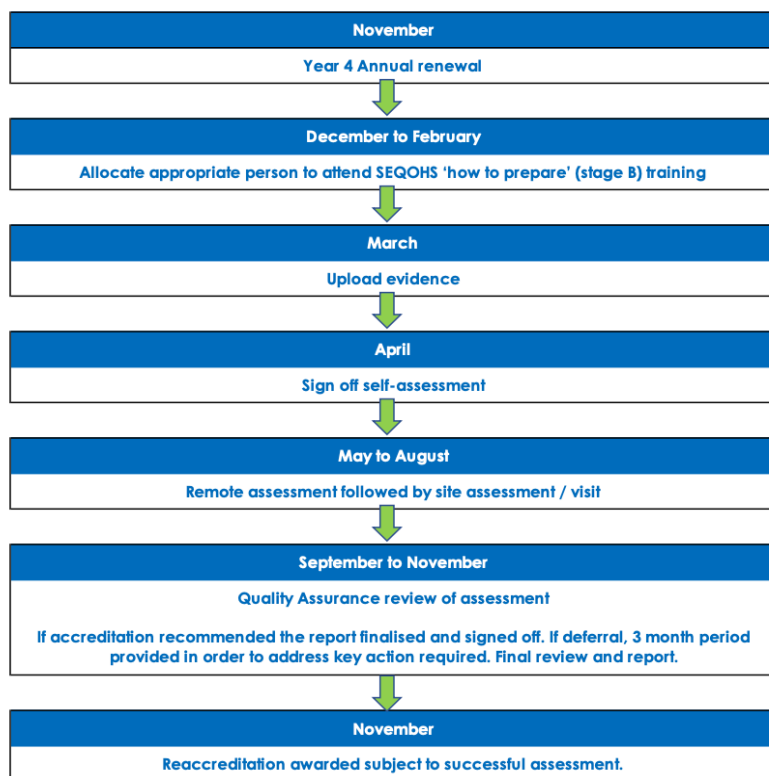 November
Year 4 Annual renewal
December to February
Allocate appropriate person to attend SEQOHS ‘how to prepare’ (stage B) training
March
Upload evidence
April
Sign off self-assessment
May to August
Remote assessment followed by site assessment / visit
September to November
Quality Assurance review of assessment
If accreditation recommended the report finalised and signed off. If deferral, 3 month period
provided in order to address key action required. Final review and report.
November
Reaccreditation awarded subject to successful assessment.